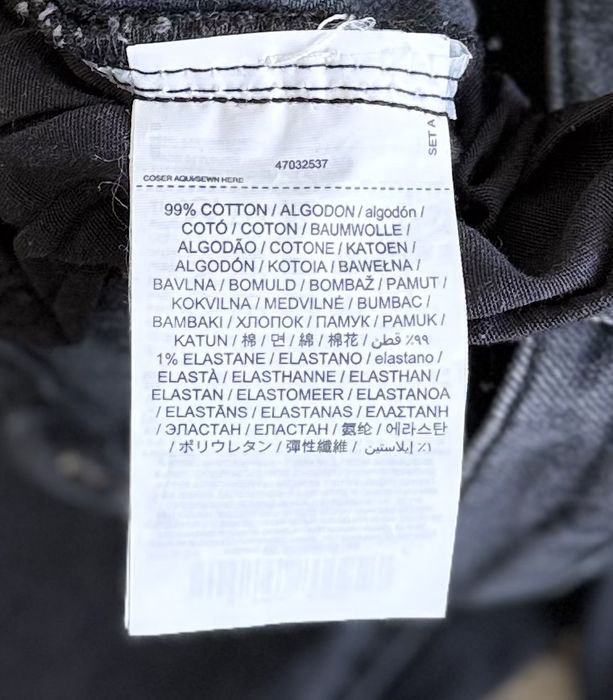 SET A
47032537
COSER AQUI/SEWN HERE
99% COTTON / ALGODON / algodón /
COTÓ / COTON / BAUMWOLLE /
ALGODÃO / COTONE / KATOEN /
ALGODÓN / KOTOIA / BAWEŁNA /
BAVLNA / BOMULD / BOMBAŽ / PAMUT /
KOKVILNA / MEDVILNĖ / BUMBAC /
BAMBAKI / ХЛОПОК / ПАМУК / PAMUK /
KATUN / 棉 / 면 / 綿 / 棉花 / ٩٩٪ قطن
1% ELASTANE / ELASTANO / elastano /
ELASTÀ / ELASTHANNE / ELASTHAN /
ELASTAN / ELASTOMEER / ELASTANOA
/ ELASTĀNS / ELASTANAS / ΕΛΑΣΤΑΝΗ
/ ЭЛАСТАН / ЕЛАСТАН / 氨纶 / 에라스탄
/ ポリウレタン / 彈性纖維 / ١٪ إيلاستين